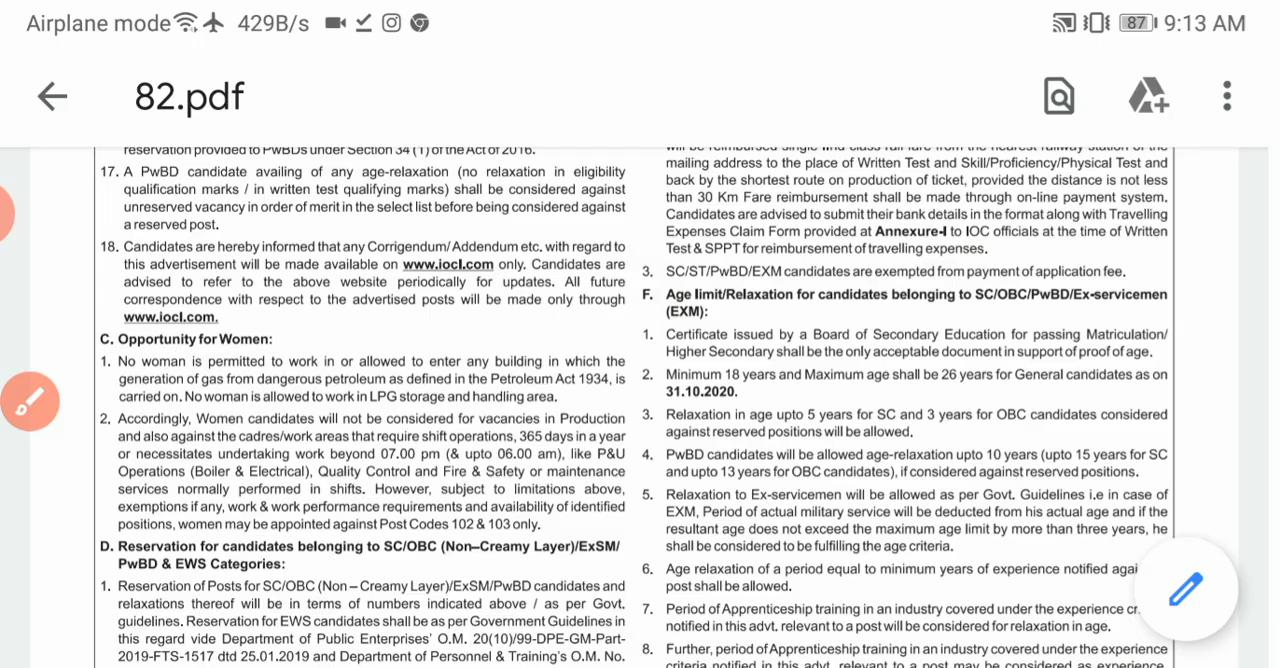 Airplane mode 429B/s 87 9:13 AM
82.pdf
reservation provided to PwBDs under Section 34 (1) of the Act of 2016.
17. A PwBD candidate availing of any age-relaxation (no relaxation in eligibility
qualification marks / in written test qualifying marks) shall be considered against
unreserved vacancy in order of merit in the select list before being considered against
a reserved post.
18. Candidates are hereby informed that any Corrigendum/ Addendum etc. with regard to
this advertisement will be made available on www.iocl.com only. Candidates are
advised to refer to the above website periodically for updates. All future
correspondence with respect to the advertised posts will be made only through
www.iocl.com.
C. Opportunity for Women:
1. No woman is permitted to work in or allowed to enter any building in which the
generation of gas from dangerous petroleum as defined in the Petroleum Act 1934, is
carried on. No woman is allowed to work in LPG storage and handling area.
2. Accordingly, Women candidates will not be considered for vacancies in Production
and also against the cadres/work areas that require shift operations, 365 days in a year
or necessitates undertaking work beyond 07.00 pm (& upto 06.00 am), like P&U
Operations (Boiler & Electrical), Quality Control and Fire & Safety or maintenance
services normally performed in shifts. However, subject to limitations above,
exemptions if any, work & work performance requirements and availability of identified
positions, women may be appointed against Post Codes 102 & 103 only.
D. Reservation for candidates belonging to SC/OBC (Non–Creamy Layer)/ExSM/
PwBD & EWS Categories:
1. Reservation of Posts for SC/OBC (Non – Creamy Layer)/ExSM/PwBD candidates and
relaxations thereof will be in terms of numbers indicated above / as per Govt.
guidelines. Reservation for EWS candidates shall be as per Government Guidelines in
this regard vide Department of Public Enterprises' O.M. 20(10)/99-DPE-GM-Part-
2019-FTS-1517 dtd 25.01.2019 and Department of Personnel & Training's O.M. No.
will be reimbursed single from the nearest railway station of the
mailing address to the place of Written Test and Skill/Proficiency/Physical Test and
back by the shortest route on production of ticket, provided the distance is not less
than 30 Km Fare reimbursement shall be made through on-line payment system.
Candidates are advised to submit their bank details in the format along with Travelling
Expenses Claim Form provided at Annexure-I to IOC officials at the time of Written
Test & SPPT for reimbursement of travelling expenses.
3. SC/ST/PwBD/EXM candidates are exempted from payment of application fee.
F. Age limit/Relaxation for candidates belonging to SC/OBC/PwBD/Ex-servicemen
(EXM):
1. Certificate issued by a Board of Secondary Education for passing Matriculation/
Higher Secondary shall be the only acceptable document in support of proof of age.
2. Minimum 18 years and Maximum age shall be 26 years for General candidates as on
31.10.2020.
3. Relaxation in age upto 5 years for SC and 3 years for OBC candidates considered
against reserved positions will be allowed.
4. PwBD candidates will be allowed age-relaxation upto 10 years (upto 15 years for SC
and upto 13 years for OBC candidates), if considered against reserved positions.
5. Relaxation to Ex-servicemen will be allowed as per Govt. Guidelines i.e in case of
EXM, Period of actual military service will be deducted from his actual age and if the
resultant age does not exceed the maximum age limit by more than three years, he
shall be considered to be fulfilling the age criteria.
6. Age relaxation of a period equal to minimum years of experience notified agai
post shall be allowed.
7. Period of Apprenticeship training in an industry covered under the experience cr
notified in this advt. relevant to a post will be considered for relaxation in age.
8. Further, period of Apprenticeship training in an industry covered under the experience
criteria notified in this advt. relevant to a post may be considered as experience